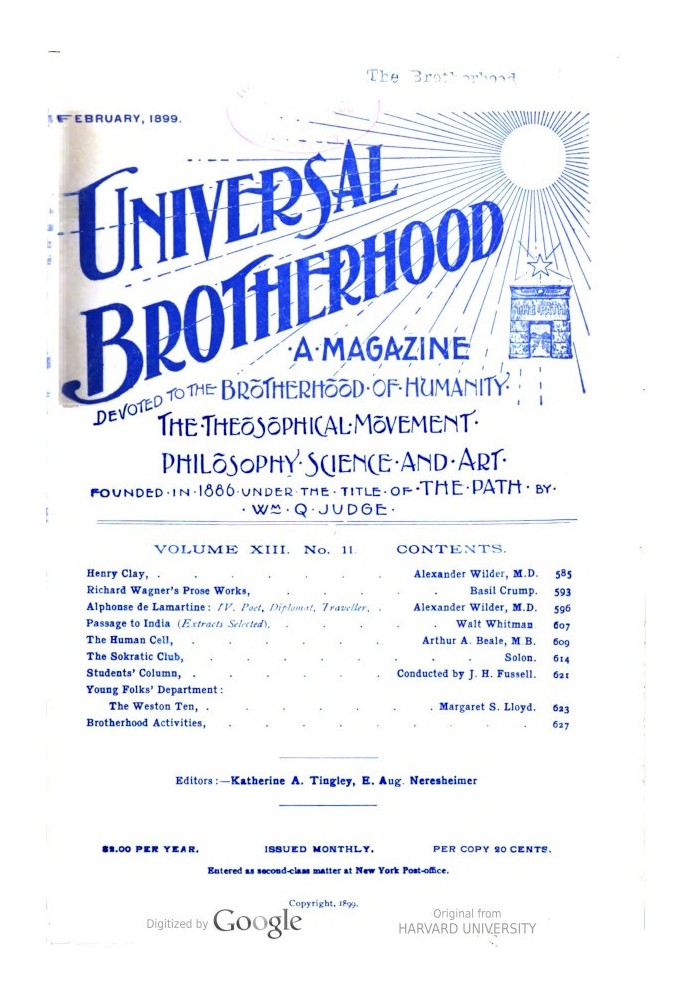 The Brotherhood
FEBRUARY, 1899.
UNIVERSAL
BROTHERHOOD
THE PATH
·A·MAGAZINE
DEVOTED TO THE BROTHERHOOD·OF·HUMANITY·
THE·THEOSOPHICAL·MOVEMENT·
PHILOSOPHY·SCIENCE·AND·ART·
FOUNDED·IN·1886·UNDER·THE·TITLE·OF·THE·PATH·BY·
·WM·Q·JUDGE·
VOLUME XIII. No. 11. CONTENTS.
Henry Clay, . . . . . . . Alexander Wilder, M.D. 585
Richard Wagner's Prose Works, . . . . . Basil Crump. 593
Alphonse de Lamartine: IV. Poet, Diplomat, Traveller, . Alexander Wilder, M.D. 596
Passage to India (Extracts Selected), . . . . . Walt Whitman 607
The Human Cell, . . . . . . Arthur A. Beale, M B. 609
The Sokratic Club, . . . . . . . . Solon. 614
Students' Column, . . . . . . Conducted by J. H. Fussell. 621
Young Folks' Department:
The Weston Ten, . . . . . . . Margaret S. Lloyd. 623
Brotherhood Activities, . . . . . . . . . 627
Editors:—Katherine A. Tingley, E. Aug. Neresheimer
$2.00 PER YEAR. ISSUED MONTHLY. PER COPY 20 CENTS.
Entered as second-class matter at New York Post-office.
Copyright, 1899.
Digitized by Google
Original from
HARVARD UNIVERSITY